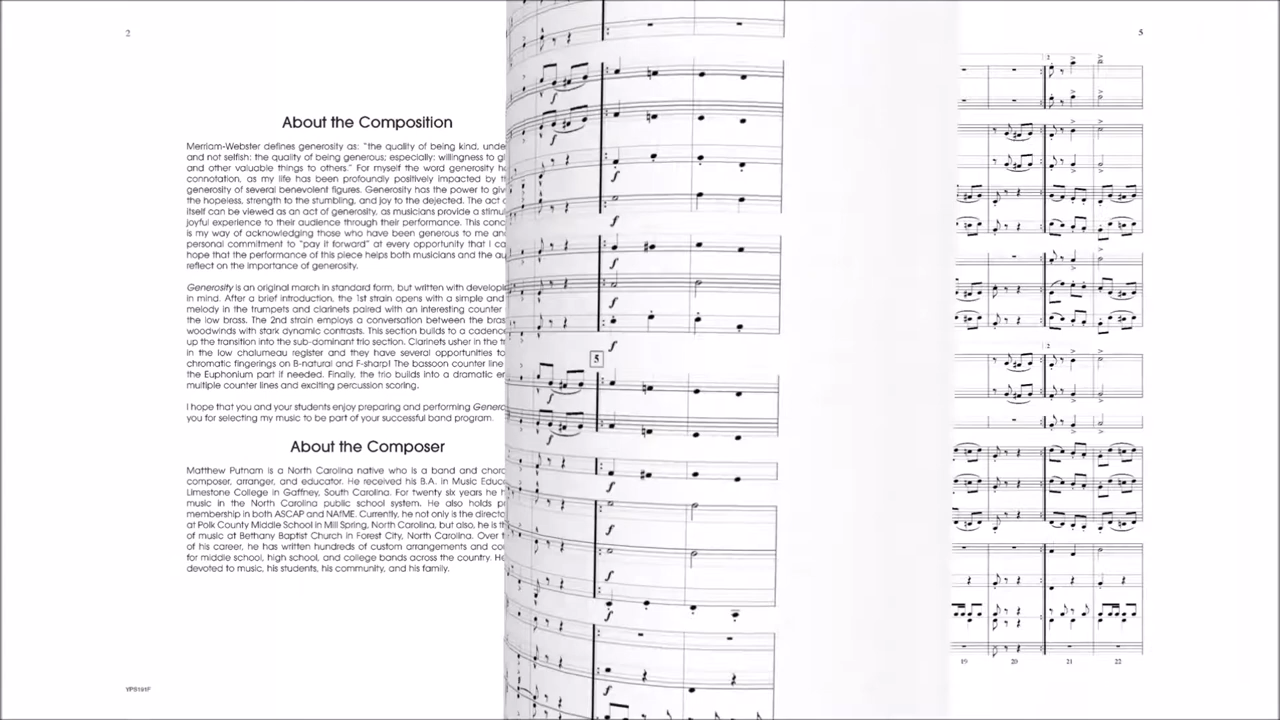 2
5
About the Composition
Merriam-Webster defines generosity as: “the quality of being kind, unde
and not selfish: the quality of being generous; especially: willingness to gi
and other valuable things to others.” For myself the word generosity h
connotation, as my life has been profoundly positively impacted by t
generosity of several benevolent figures. Generosity has the power to giv
the hopeless, strength to the stumbling and joy to the dejected. The act o
itself can be viewed as an act of generosity, as musicians provide a stimu
joyful experience to their audience through their performance. This conc
is my way of acknowledging those who have been generous to me an
personal commitment to “pay it forward” at every opportunity that I ca
hope that the performance of this piece helps both musicians and the au
reflect on the importance of generosity.
Generosity is an original march in standard form, but written with developi
in mind. After a brief introduction, the 1st strain opens with a simple and
melody in the trumpets and clarinets paired with an interesting counter
the low brass. The 2nd strain employs a conversation between the bras
woodwinds with stark dynamic contrasts. This section builds to a cadenc
up the transition into the sub-dominant trio section. Clarinets usher in the t
in the low chalumeau register and they have several opportunities to
chromatic fingerings on B-natural and F-sharp! The bassoon counter line
the Euphonium part if needed. Finally, the trio builds into a dramatic e
multiple counter lines and exciting percussion scoring.
I hope that you and your students enjoy preparing and performing Genero
you for selecting my music to be part of your successful band program.
About the Composer
Matthew Putnam is a North Carolina native who is a band and chora
composer, arranger, and educator. He received his B.A. in Music Educa
Limestone College in Gaffney, South Carolina. For twenty six years he h
music in the North Carolina public school system. He also holds p
membership in both ASCAP and NAfME. Currently, he not only is the directo
at Polk County Middle School in Mill Spring, North Carolina, but also, he is t
of music at Bethany Baptist Church in Forest City, North Carolina. Over t
of his career, he has written hundreds of custom arrangements and co
for middle school, high school, and college bands across the country. He
devoted to music, his students, his community, and his family.
YPS191F
5
19 20 21 22